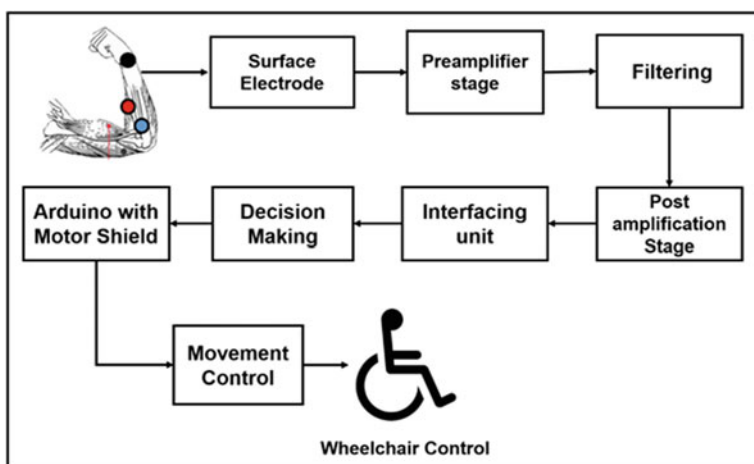 Surface
Electrode
Preamplifier
stage
Filtering
Arduino with
Motor Shield
Decision
Making
Interfacing
unit
Post
amplification
Stage
Movement
Control
Wheelchair Control